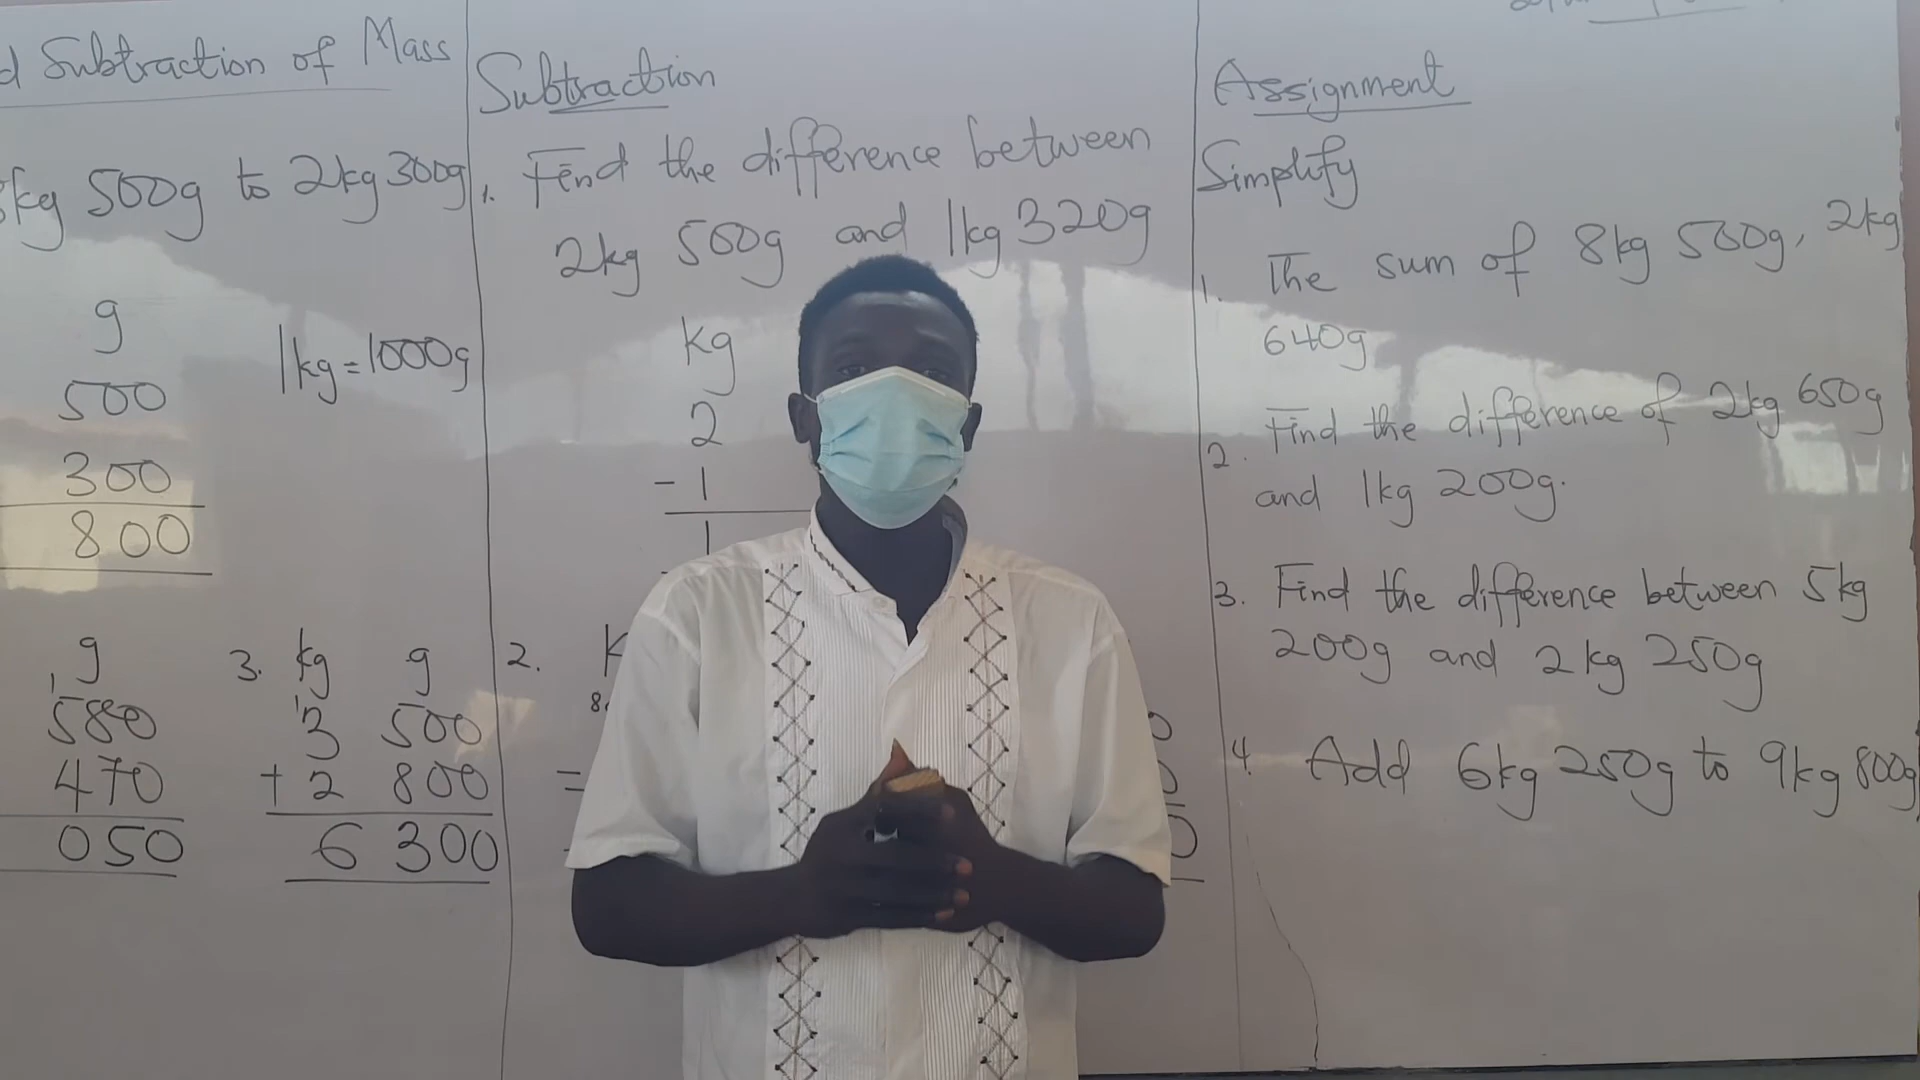 Subtraction of Mass
kg 500g to 2kg 300g
g
1kg = 1000g
500
300
800
g
1
580
470
050
3. kg g
1
3 500
+ 2 800
6 300
Subtraction
1. Find the difference between
2kg 500g and 1kg 320g
kg
2
- 1
1
2.
Assignment
Simplify
1. The sum of 8kg 500g, 2kg
640g
2. Find the difference of 2kg 650g
and 1kg 200g.
3. Find the difference between 5kg
200g and 2kg 250g
4. Add 6kg 250g to 9kg 800g